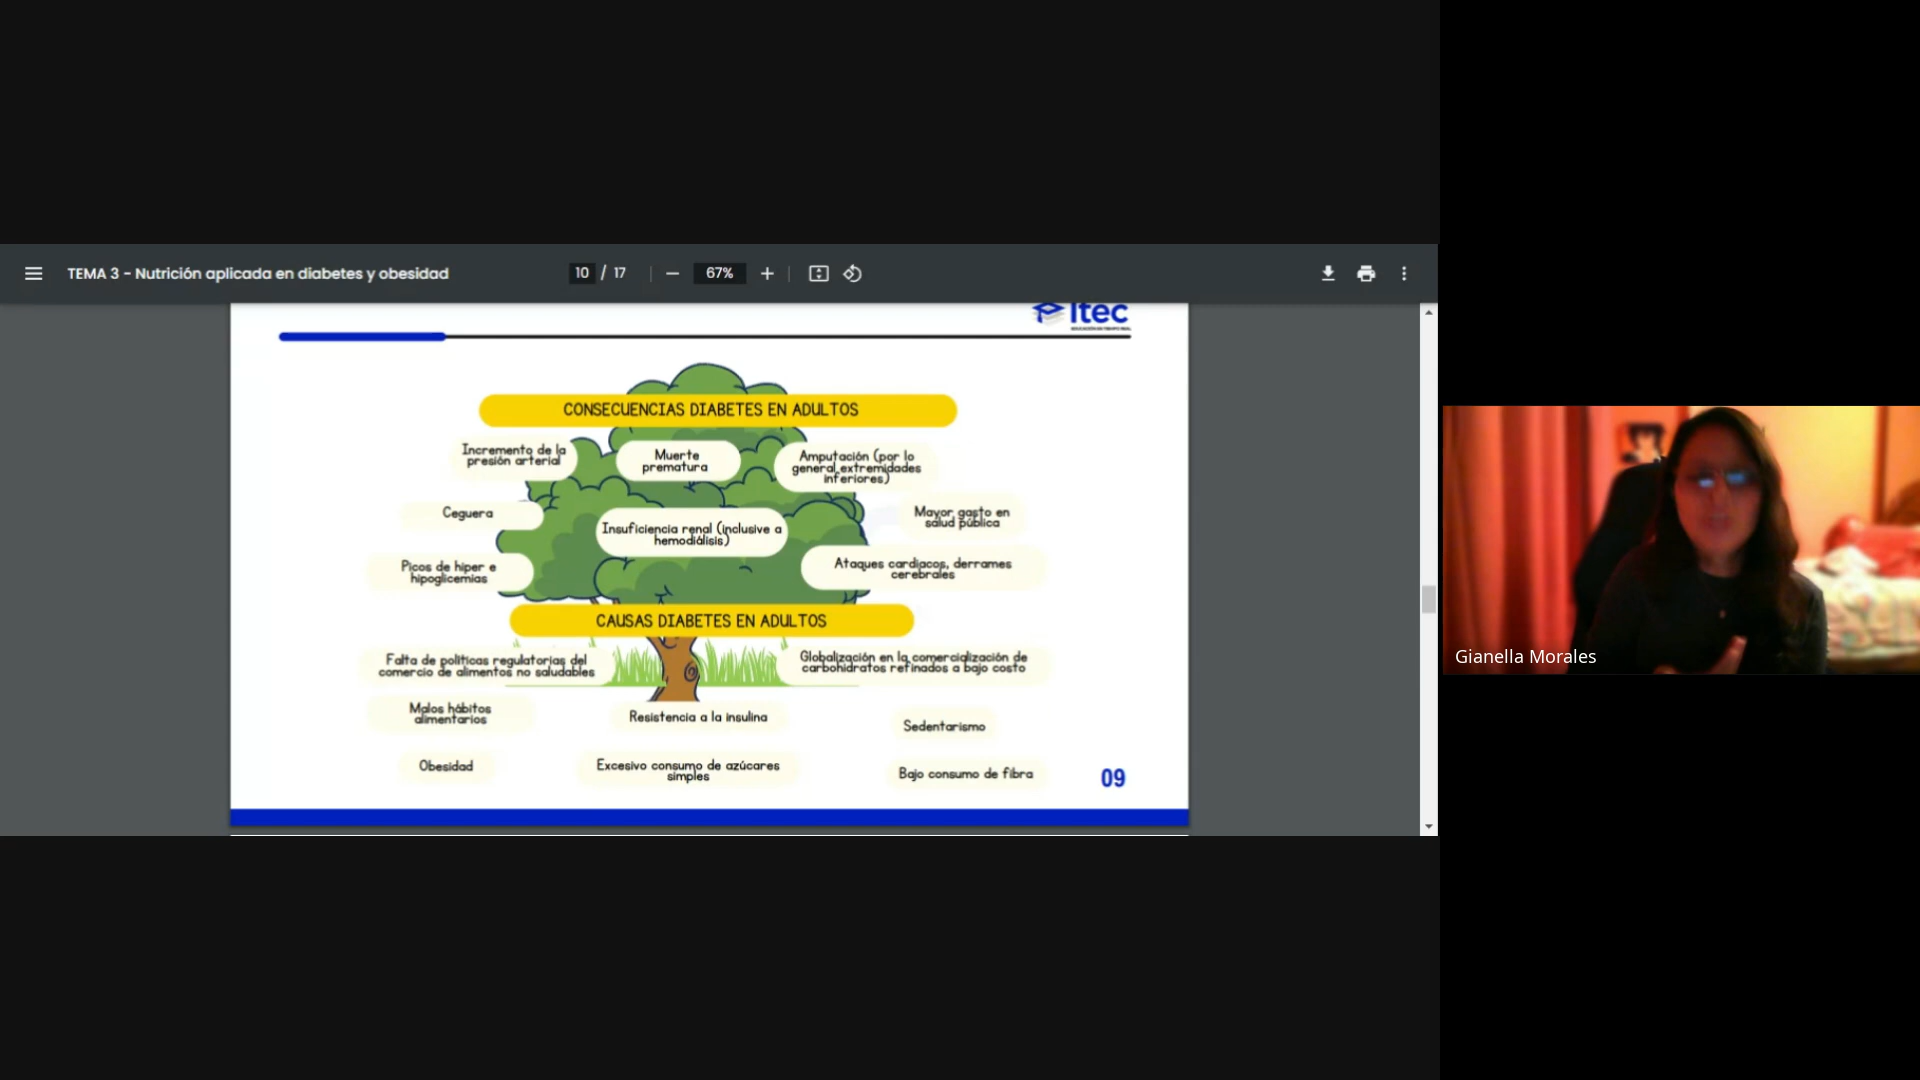 TEMA 3 - Nutrición aplicada en diabetes y obesidad
10 / 17
67%
Itec
CONSECUENCIAS DIABETES EN ADULTOS
Incremento de la
presión arterial
Muerte
prematura
Amputación (por lo
general extremidades
inferiores)
Ceguera
Insuficiencia renal (inclusive a
hemodiálisis)
Mayor gasto en
salud pública
Picos de hiper e
hipoglicemias
Ataques cardiacos, derrames
cerebrales
CAUSAS DIABETES EN ADULTOS
Falta de políticas regulatorias del
comercio de alimentos no saludables
Globalización en la comercialización de
carbohidratos refinados a bajo costo
Malos hábitos
alimentarios
Resistencia a la insulina
Sedentarismo
Obesidad
Excesivo consumo de azúcares
simples
Bajo consumo de fibra
09
Gianella Morales